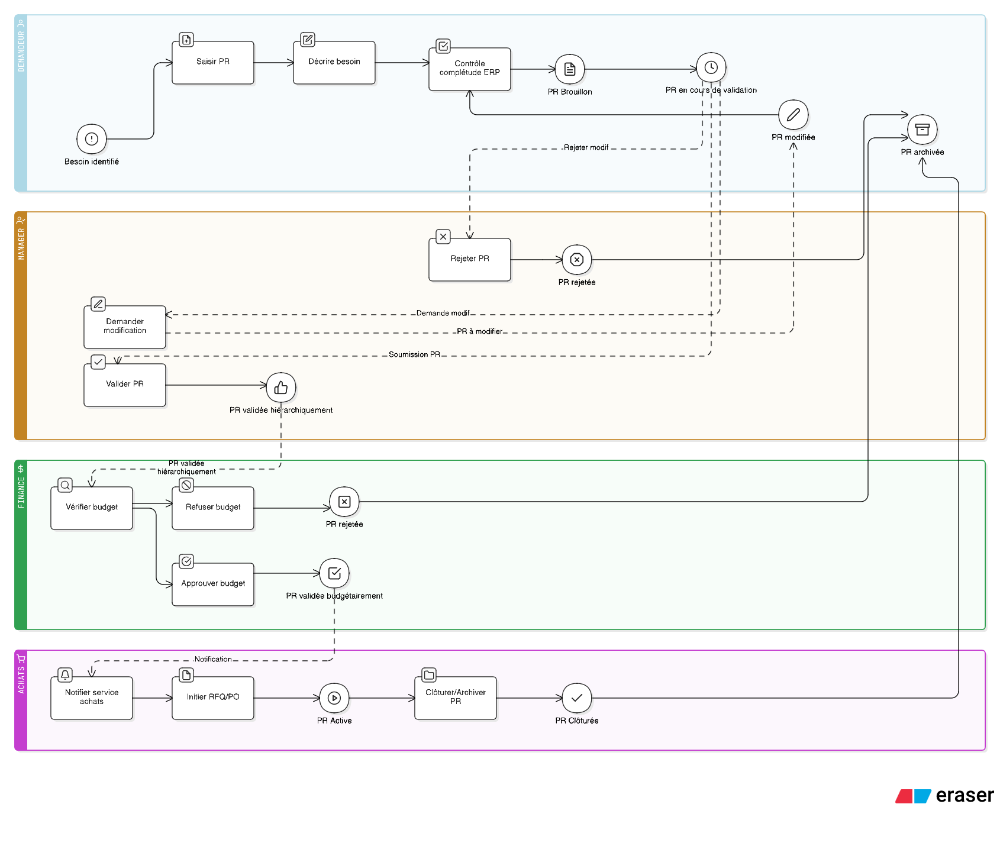 DEMANDEUR
Saisir PR
Décrire besoin
Contrôle
complétude ERP
PR Brouillon
PR en cours de validation
PR modifiée
PR archivée
Besoin identifié
Rejeter modif
MANAGER
Rejeter PR
PR rejetée
Demander
modification
Demande modif
PR à modifier
Soumission PR
Valider PR
PR validée hiérarchiquement
FINANCE
PR validée
hiérarchiquement
Vérifier budget
Refuser budget
PR rejetée
Approuver budget
PR validée budgétairement
ACHATS
Notification
Notifier service
achats
Initier RFQ/PO
PR Active
Clôturer/Archiver
PR
PR Clôturée
eraser